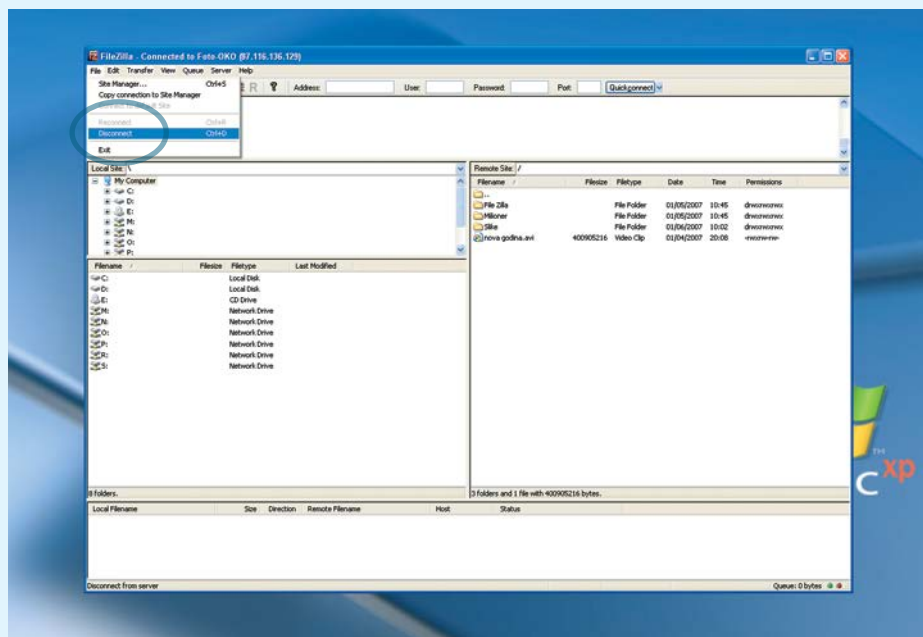 FileZilla - Connected to Foto-OKO (87.116.136.129)
File Edit Transfer View Queue Server Help
Site Manager... Ctrl+S
Copy connection to Site Manager
Reconnect Ctrl+R
Disconnect Ctrl+D
Exit
Address: User: Password: Port: Quickconnect
Local Site: \
My Computer
C:
D:
E:
M:
N:
O:
P:
Filename / Filesize Filetype Last Modified
C: Local Disk
D: Local Disk
E: CD Drive
M: Network Drive
N: Network Drive
O: Network Drive
P: Network Drive
R: Network Drive
S: Network Drive
8 folders.
Remote Site: /
Filename / Filesize Filetype Date Time Permissions
..
File Zilla File Folder 01/05/2007 10:45 drwxrwxrwx
Milioner File Folder 01/05/2007 10:45 drwxrwxrwx
Slike File Folder 01/06/2007 10:02 drwxrwxrwx
nova godina.avi 400905216 Video Clip 01/04/2007 20:08 -rwxrw-rw-
3 folders and 1 file with 400905216 bytes.
Local Filename Size Direction Remote Filename Host Status
Disconnect from server Queue: 0 bytes
TM
xp
C